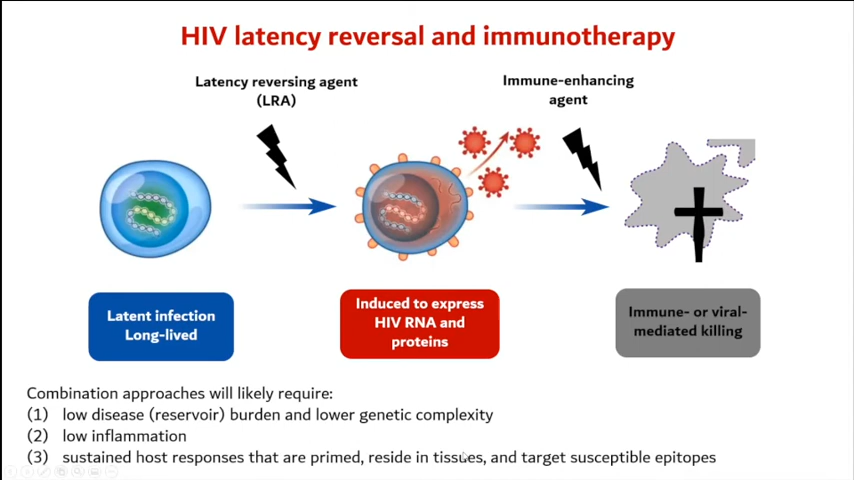 HIV latency reversal and immunotherapy
Latency reversing agent
(LRA)
Immune-enhancing
agent
Latent infection
Long-lived
Induced to express
HIV RNA and
proteins
Immune- or viral-
mediated killing
Combination approaches will likely require:
(1) low disease (reservoir) burden and lower genetic complexity
(2) low inflammation
(3) sustained host responses that are primed, reside in tissues, and target susceptible epitopes